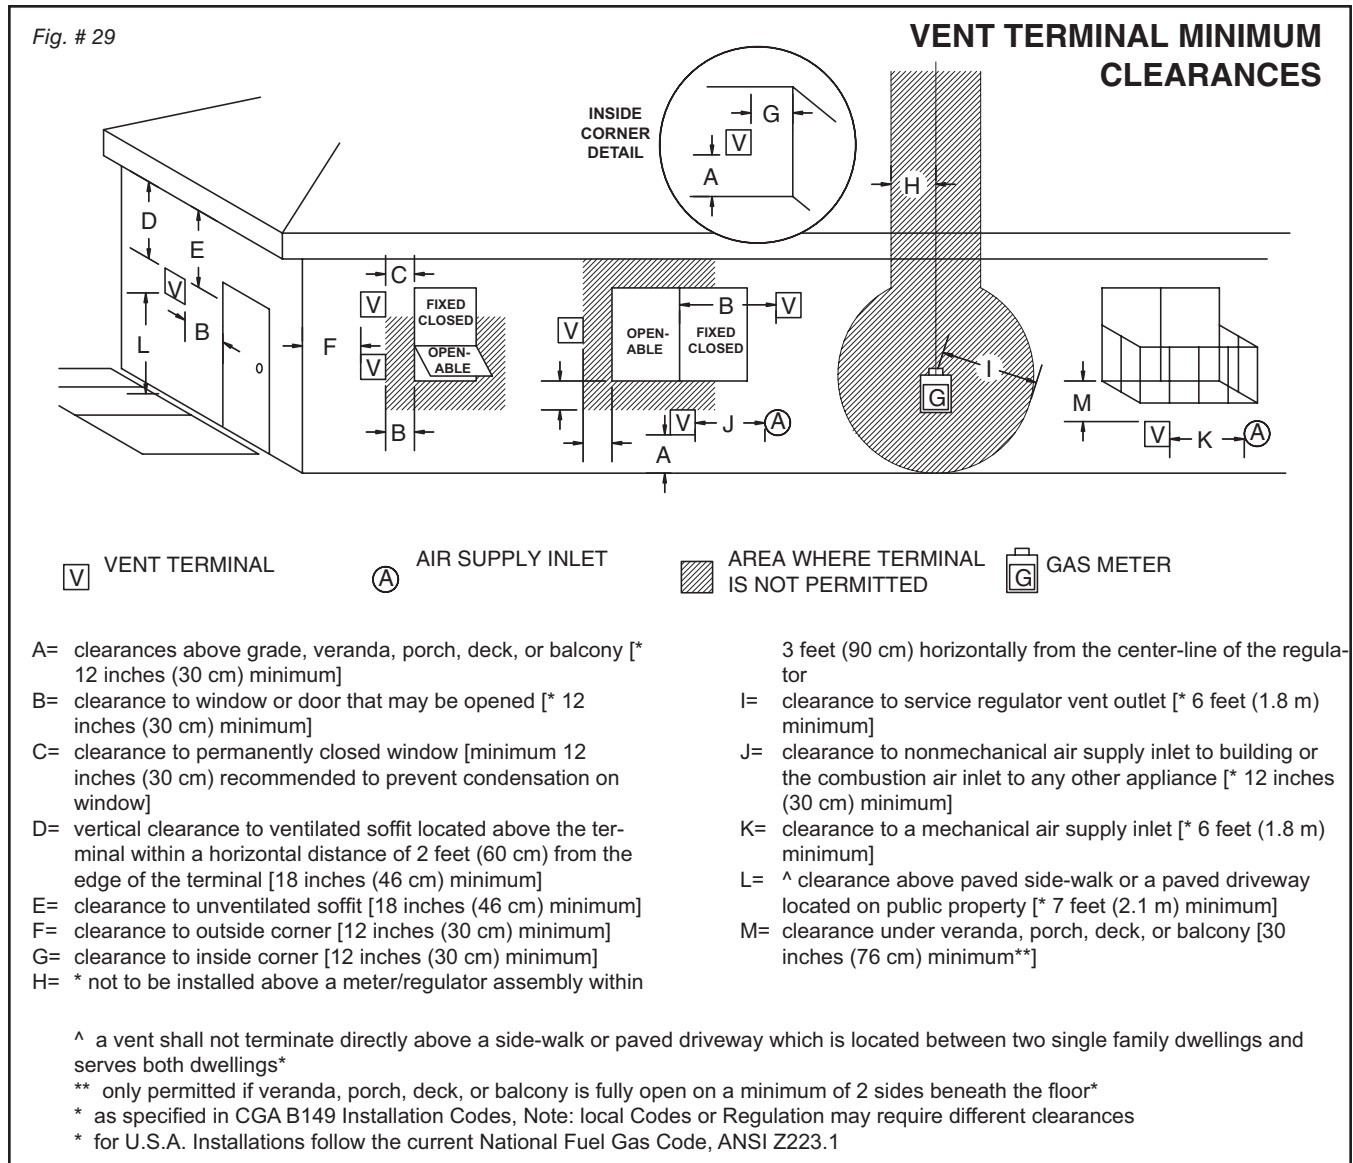 Fig. # 29
VENT TERMINAL MINIMUM
CLEARANCES
INSIDE
CORNER
DETAIL
G
V
A
H
D
E
V
B
L
F
C
V
FIXED
CLOSED
V
OPEN-
ABLE
B
V
OPEN-
ABLE
FIXED
CLOSED
B
V
V
J
A
A
I
G
M
V
K
A
V VENT TERMINAL
A AIR SUPPLY INLET
AREA WHERE TERMINAL
IS NOT PERMITTED
G GAS METER
A= clearances above grade, veranda, porch, deck, or balcony [*
12 inches (30 cm) minimum]
B= clearance to window or door that may be opened [* 12
inches (30 cm) minimum]
C= clearance to permanently closed window [minimum 12
inches (30 cm) recommended to prevent condensation on
window]
D= vertical clearance to ventilated soffit located above the ter-
minal within a horizontal distance of 2 feet (60 cm) from the
edge of the terminal [18 inches (46 cm) minimum]
E= clearance to unventilated soffit [18 inches (46 cm) minimum]
F= clearance to outside corner [12 inches (30 cm) minimum]
G= clearance to inside corner [12 inches (30 cm) minimum]
H= * not to be installed above a meter/regulator assembly within
3 feet (90 cm) horizontally from the center-line of the regula-
tor
I= clearance to service regulator vent outlet [* 6 feet (1.8 m)
minimum]
J= clearance to nonmechanical air supply inlet to building or
the combustion air inlet to any other appliance [* 12 inches
(30 cm) minimum]
K= clearance to a mechanical air supply inlet [* 6 feet (1.8 m)
minimum]
L= ^ clearance above paved side-walk or a paved driveway
located on public property [* 7 feet (2.1 m) minimum]
M= clearance under veranda, porch, deck, or balcony [30
inches (76 cm) minimum**]
^ a vent shall not terminate directly above a side-walk or paved driveway which is located between two single family dwellings and
serves both dwellings*
** only permitted if veranda, porch, deck, or balcony is fully open on a minimum of 2 sides beneath the floor*
* as specified in CGA B149 Installation Codes, Note: local Codes or Regulation may require different clearances
* for U.S.A. Installations follow the current National Fuel Gas Code, ANSI Z223.1